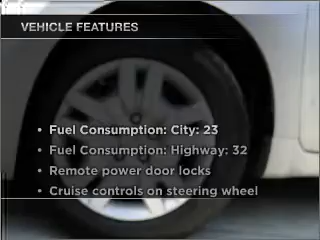 VEHICLE FEATURES
• Fuel Consumption: City: 23
• Fuel Consumption: Highway: 32
• Remote power door locks
• Cruise controls on steering wheel